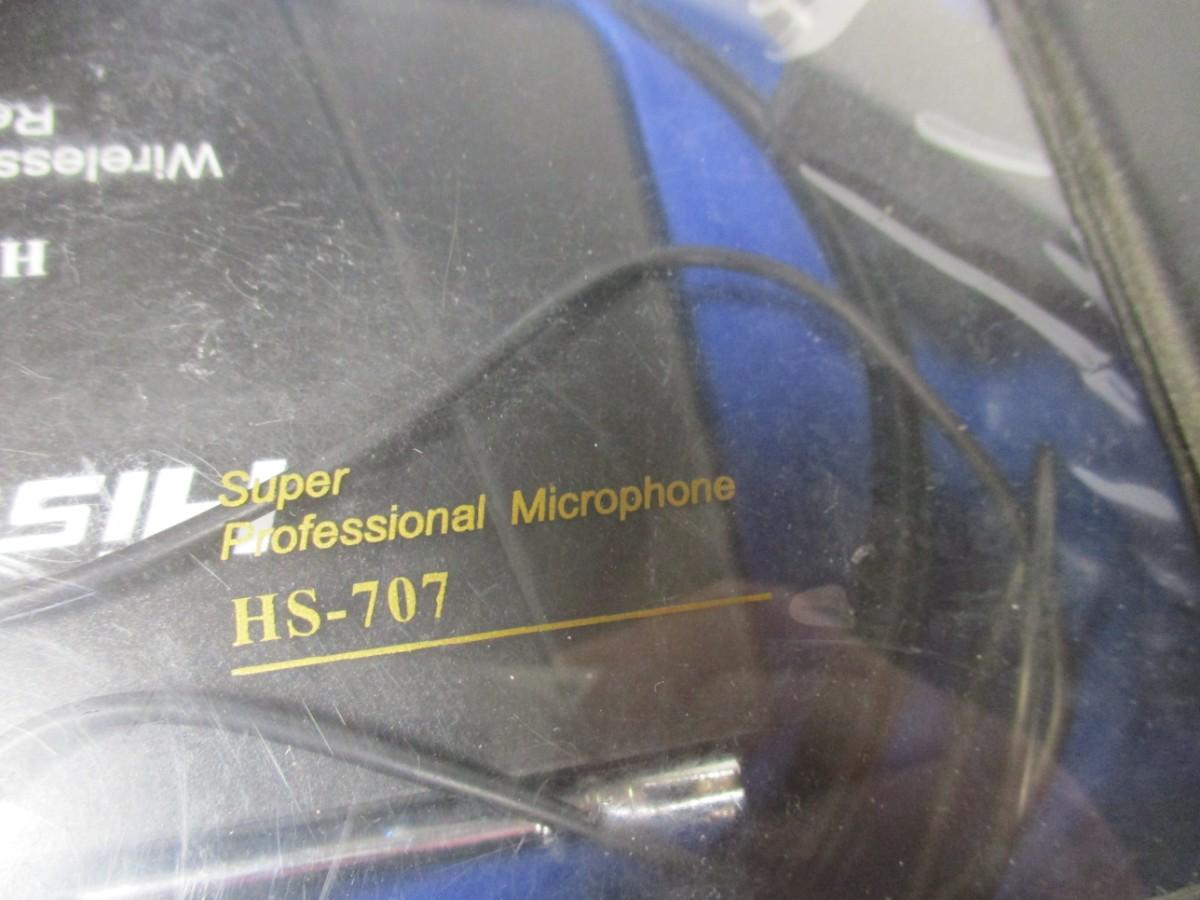 Wireless
H
Super
Professional Microphone
HS-707